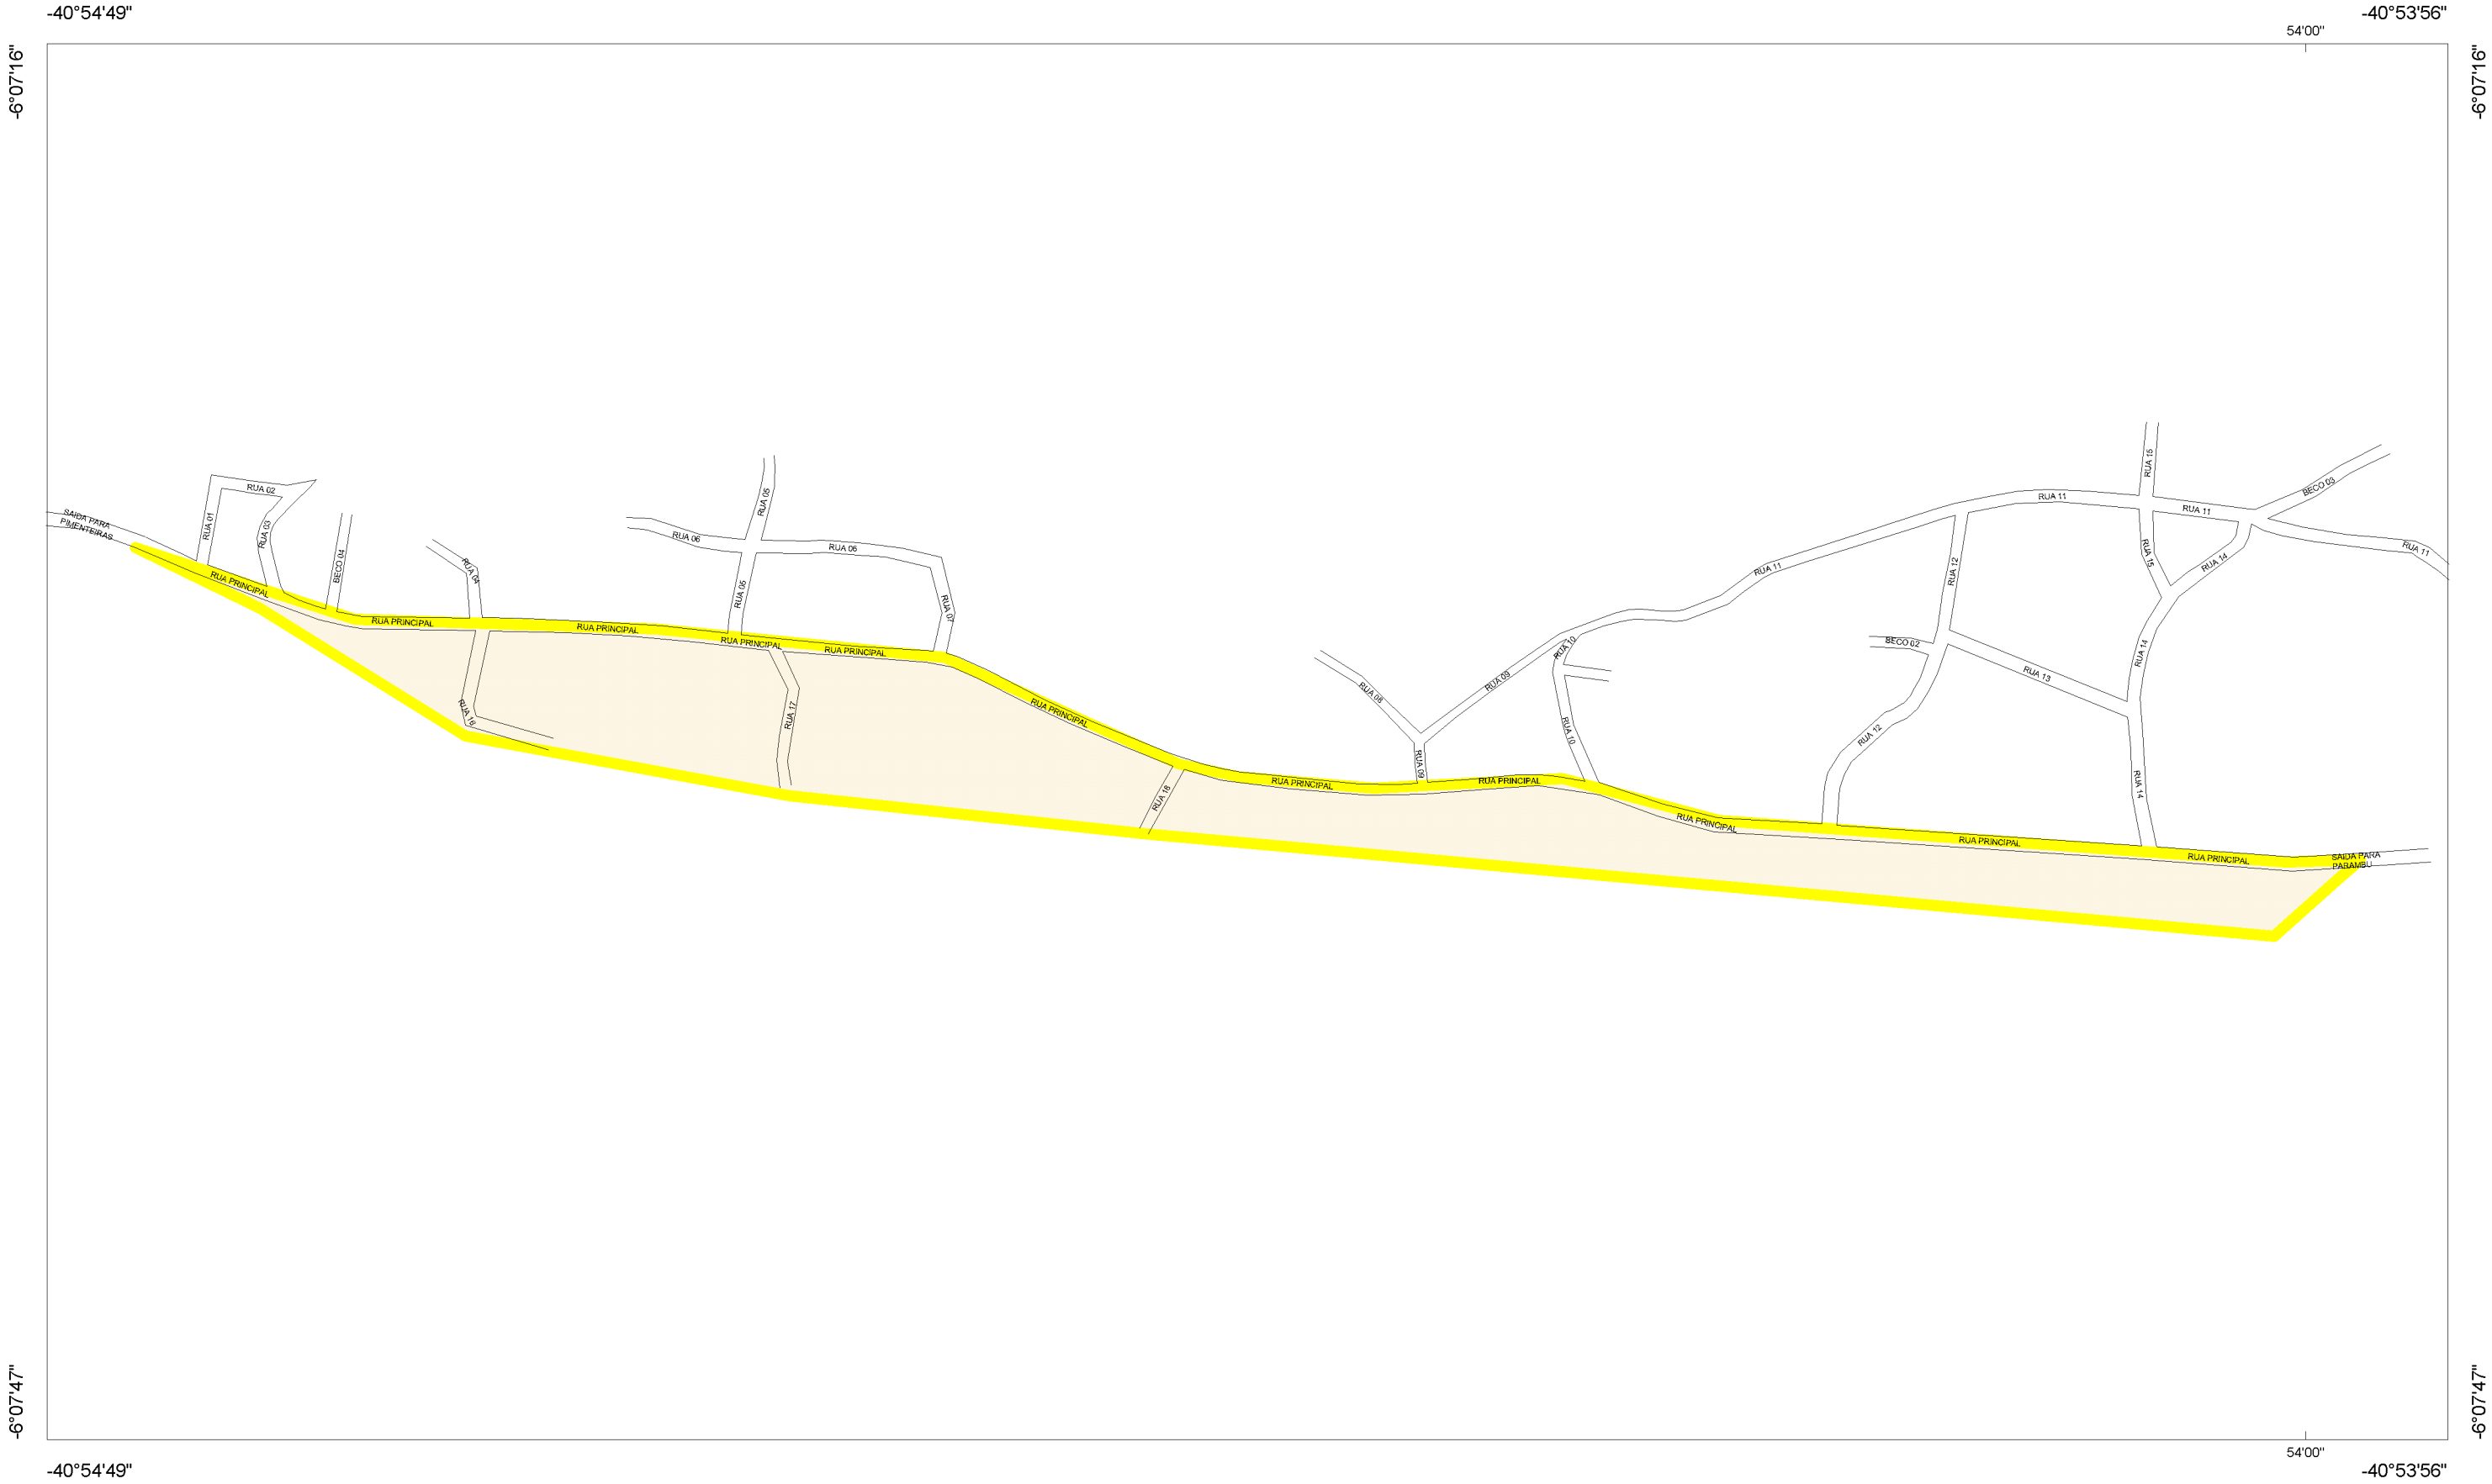 -40°54'49"
-40°53'56"
54'00"
-6°07'16"
-6°07'16"
RUA 15
RUA 02
RUA 05
BECO 03
RUA 11
RUA 11
SAIDA PARA
PIMENTEIRAS
RUA 01
RUA 03
RUA 06
RUA 06
RUA 11
RUA 15
RUA 14
BECO 04
RUA 04
RUA 11
RUA 12
RUA PRINCIPAL
RUA 05
RUA 07
RUA PRINCIPAL
RUA PRINCIPAL
RUA PRINCIPAL
RUA PRINCIPAL
RUA 10
BECO 02
RUA 14
RUA 13
RUA 08
RUA 09
RUA 16
RUA 17
RUA PRINCIPAL
RUA 10
RUA 12
RUA 09
RUA PRINCIPAL
RUA PRINCIPAL
RUA 14
RUA 18
RUA PRINCIPAL
RUA PRINCIPAL
RUA PRINCIPAL
SAIDA PARA
PARAMBU
-6°07'47"
-6°07'47"
54'00"
-40°54'49"
-40°53'56"